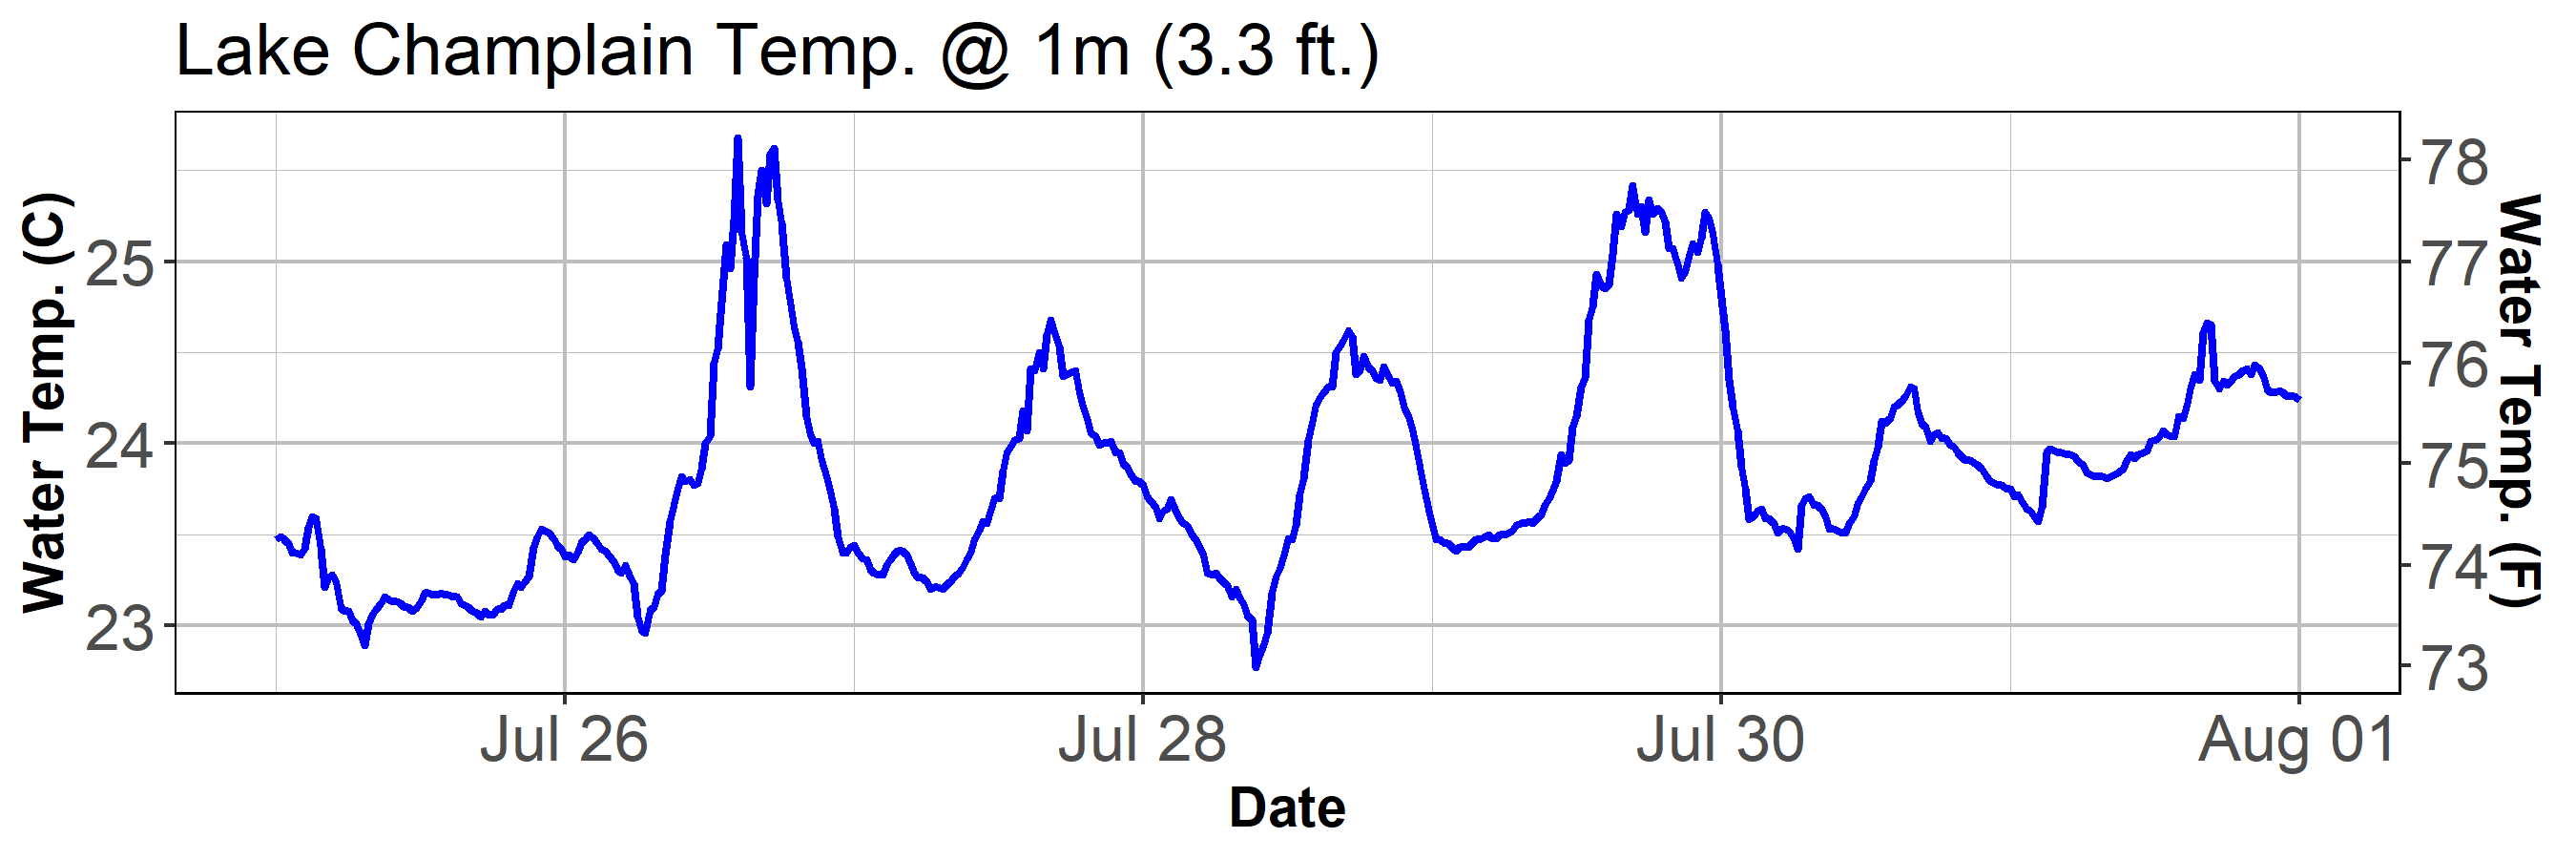 Lake Champlain Temp. @ 1m (3.3 ft.)
Water Temp. (C)
25
24
23
78
77
76
75
74
73
Water Temp. (F)
Jul 26
Jul 28
Jul 30
Aug 01
Date